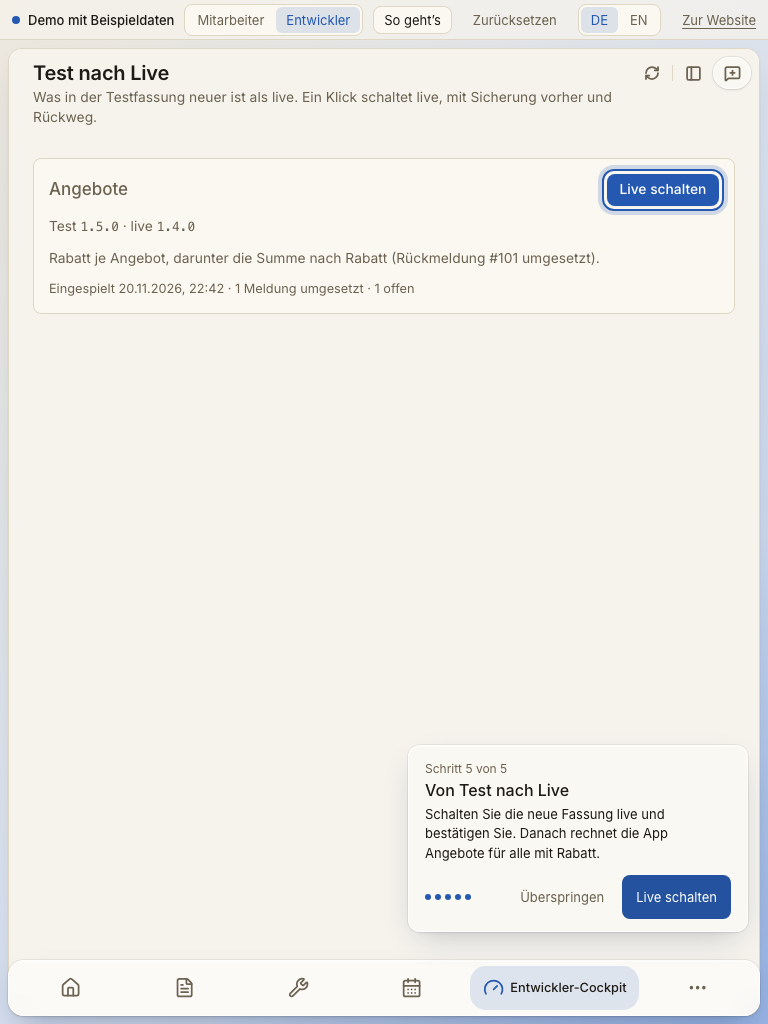 Demo mit Beispieldaten Mitarbeiter Entwickler So geht’s Zurücksetzen DE EN Zur Website
Test nach Live
Was in der Testfassung neuer ist als live. Ein Klick schaltet live, mit Sicherung vorher und
Rückweg.
Angebote Live schalten
Test 1.5.0 · live 1.4.0
Rabatt je Angebot, darunter die Summe nach Rabatt (Rückmeldung #101 umgesetzt).
Eingespielt 20.11.2026, 22:42 · 1 Meldung umgesetzt · 1 offen
Schritt 5 von 5
Von Test nach Live
Schalten Sie die neue Fassung live und
bestätigen Sie. Danach rechnet die App
Angebote für alle mit Rabatt.
Überspringen Live schalten
Entwickler-Cockpit